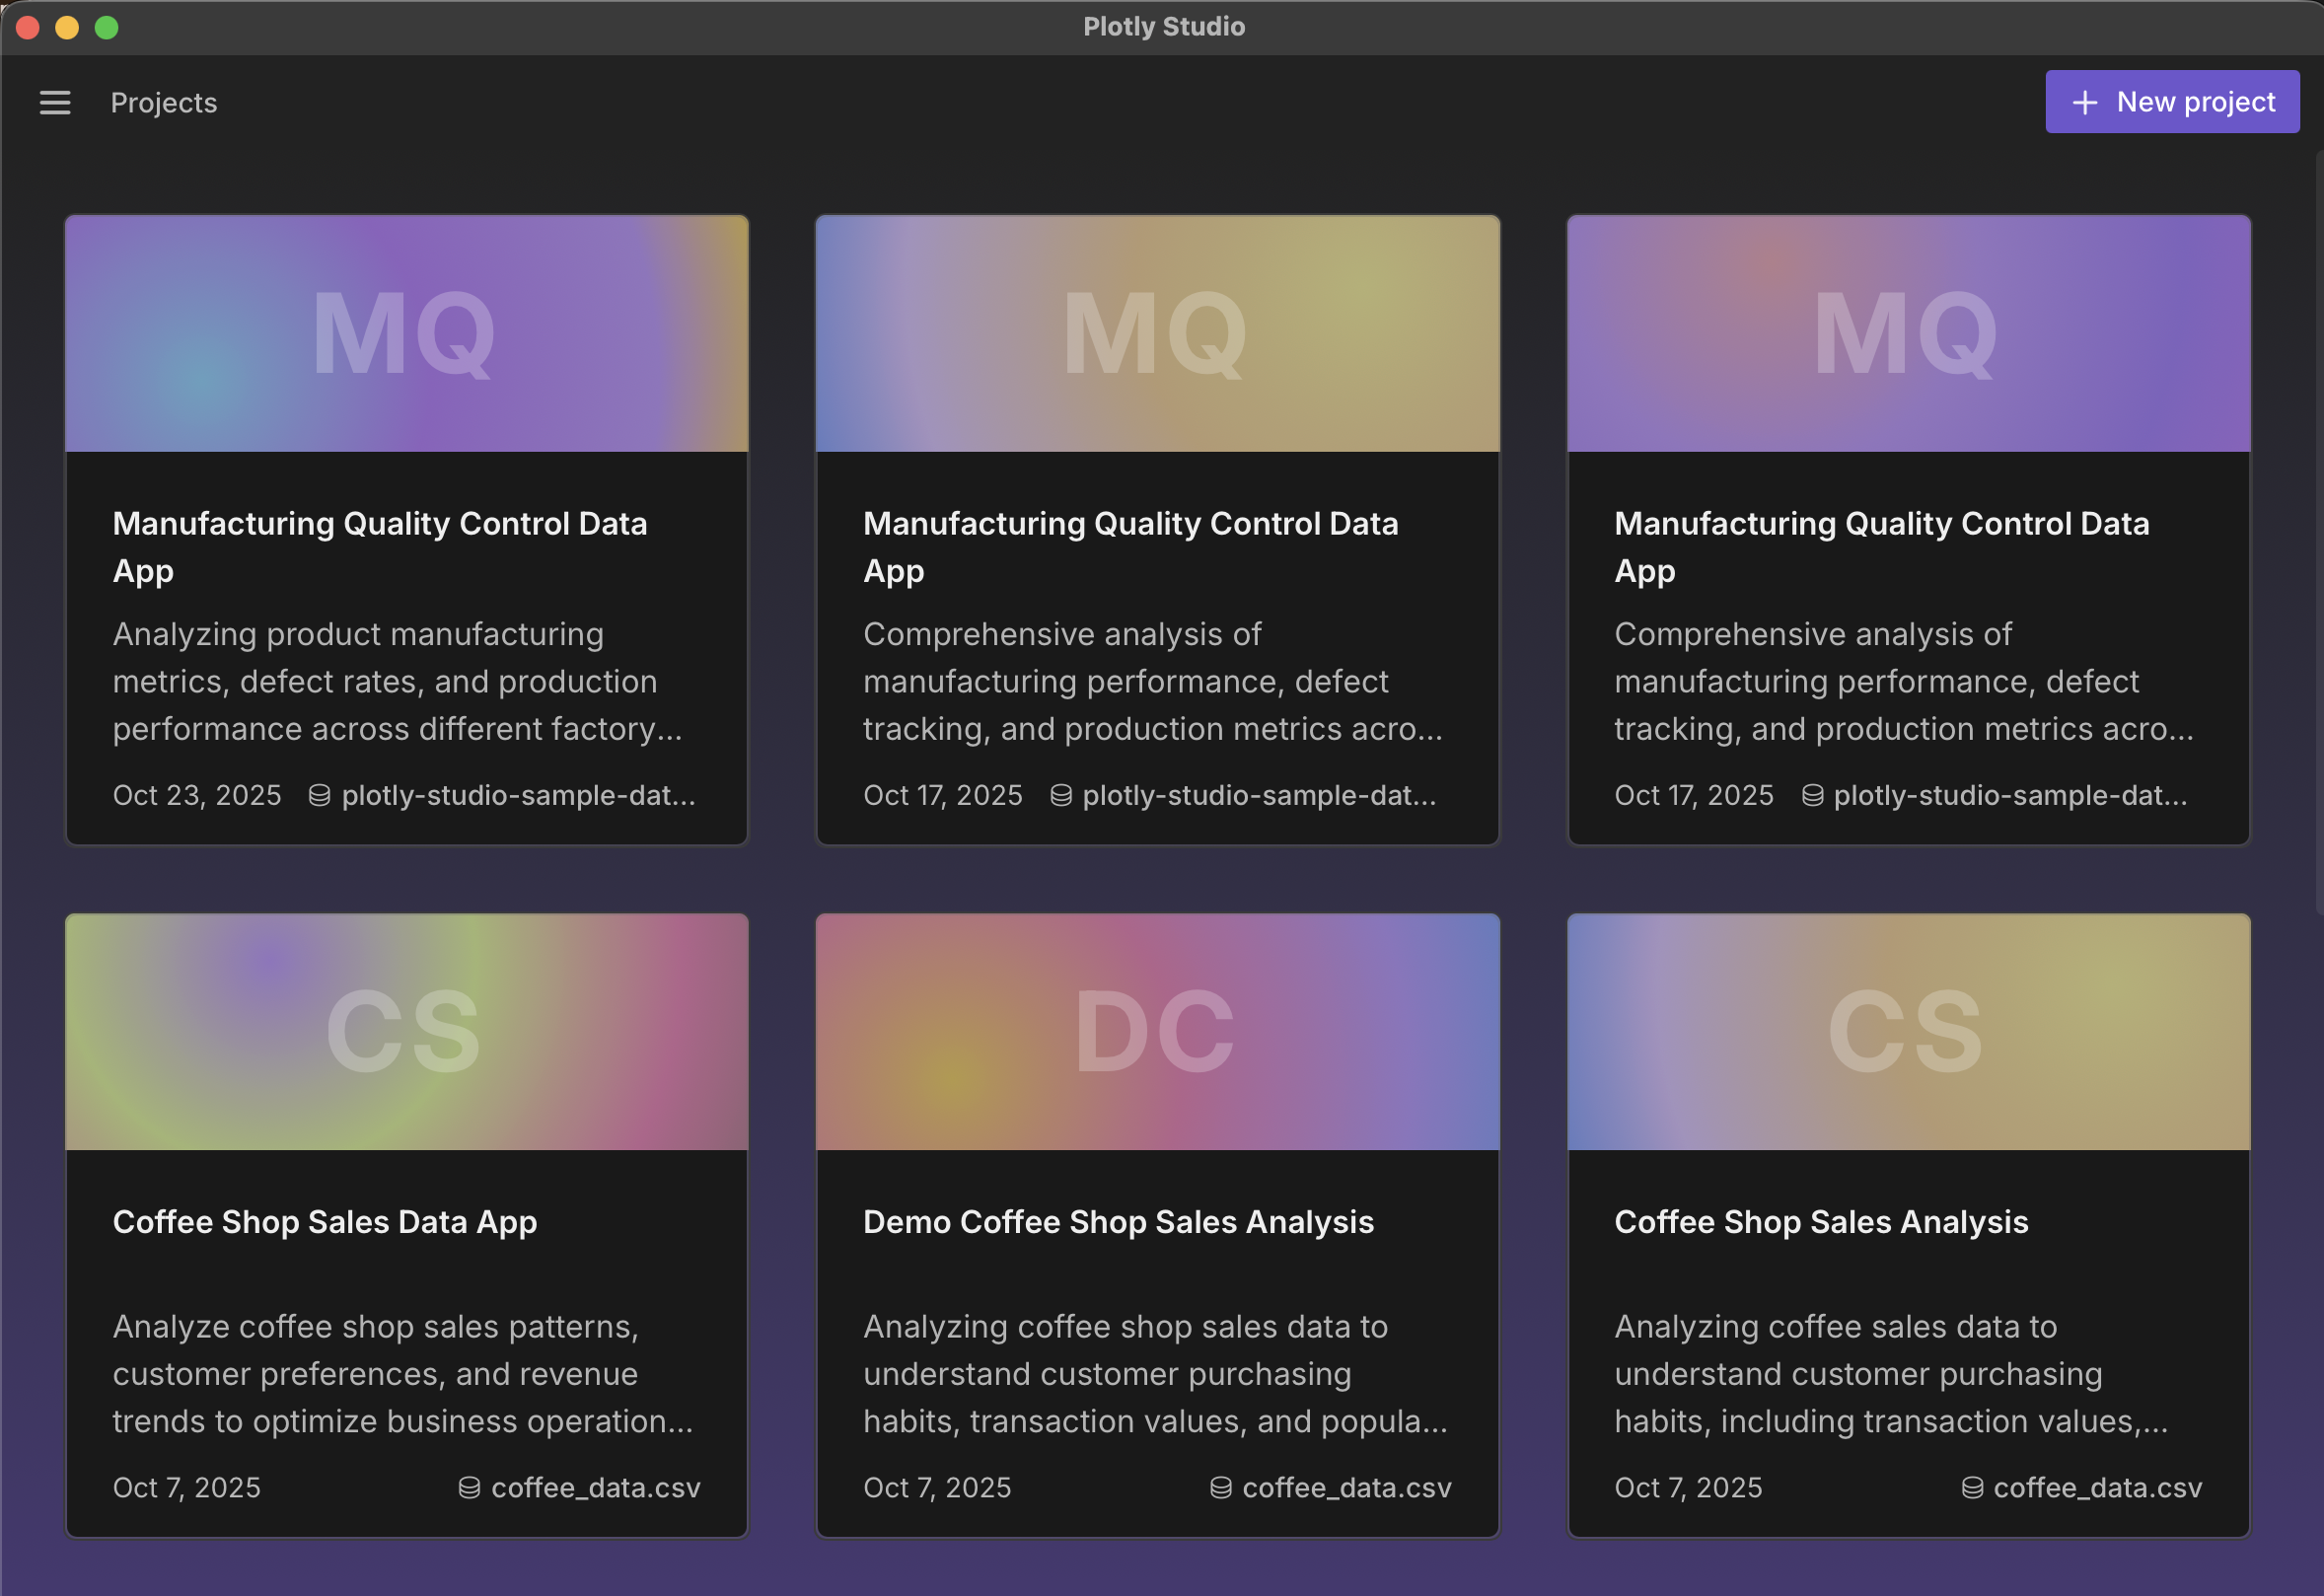 Plotly Studio
Projects
New project
MQ
Manufacturing Quality Control Data
App
Analyzing product manufacturing
metrics, defect rates, and production
performance across different factory...
Oct 23, 2025 plotly-studio-sample-dat...
MQ
Manufacturing Quality Control Data
App
Comprehensive analysis of
manufacturing performance, defect
tracking, and production metrics acro...
Oct 17, 2025 plotly-studio-sample-dat...
MQ
Manufacturing Quality Control Data
App
Comprehensive analysis of
manufacturing performance, defect
tracking, and production metrics acro...
Oct 17, 2025 plotly-studio-sample-dat...
CS
Coffee Shop Sales Data App
Analyze coffee shop sales patterns,
customer preferences, and revenue
trends to optimize business operation...
Oct 7, 2025 coffee_data.csv
DC
Demo Coffee Shop Sales Analysis
Analyzing coffee shop sales data to
understand customer purchasing
habits, transaction values, and popula...
Oct 7, 2025 coffee_data.csv
CS
Coffee Shop Sales Analysis
Analyzing coffee sales data to
understand customer purchasing
habits, including transaction values,...
Oct 7, 2025 coffee_data.csv